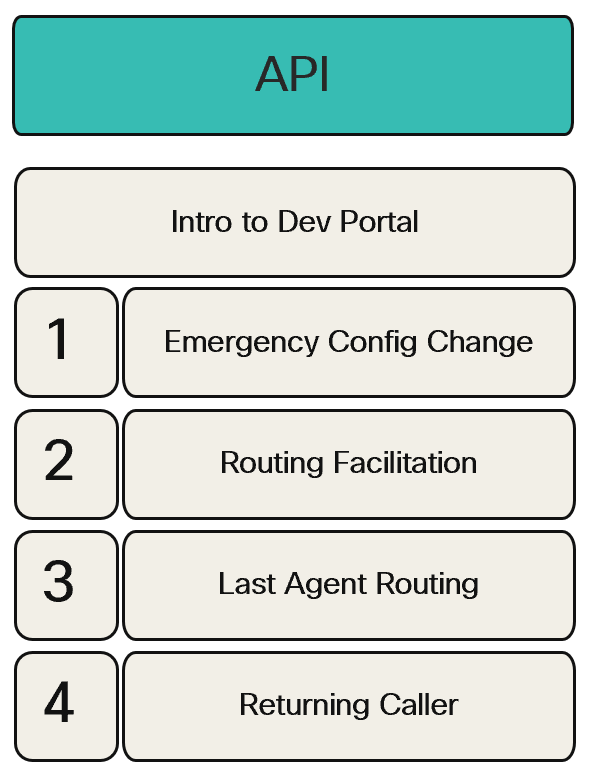 API
Intro to Dev Portal
1 Emergency Config Change
2 Routing Facilitation
3 Last Agent Routing
4 Returning Caller